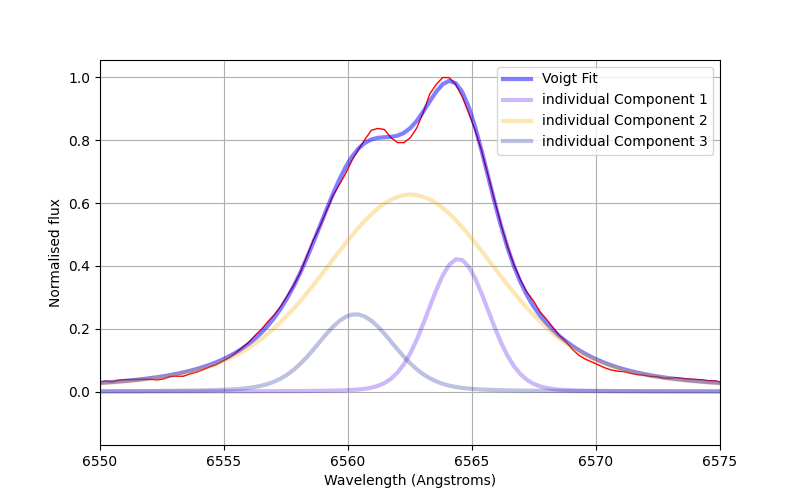 1.0
0.8
0.6
0.4
0.2
0.0
Normalised flux
Voigt Fit
individual Component 1
individual Component 2
individual Component 3
6550 6555 6560 6565 6570 6575
Wavelength (Angstroms)